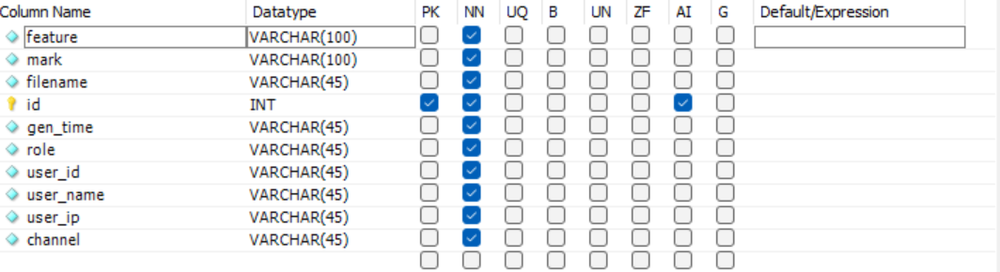 Column Name Datatype PK NN UQ B UN ZF AI G Default/Expression
feature VARCHAR(100)
mark VARCHAR(100)
filename VARCHAR(45)
id INT
gen_time VARCHAR(45)
role VARCHAR(45)
user_id VARCHAR(45)
user_name VARCHAR(45)
user_ip VARCHAR(45)
channel VARCHAR(45)